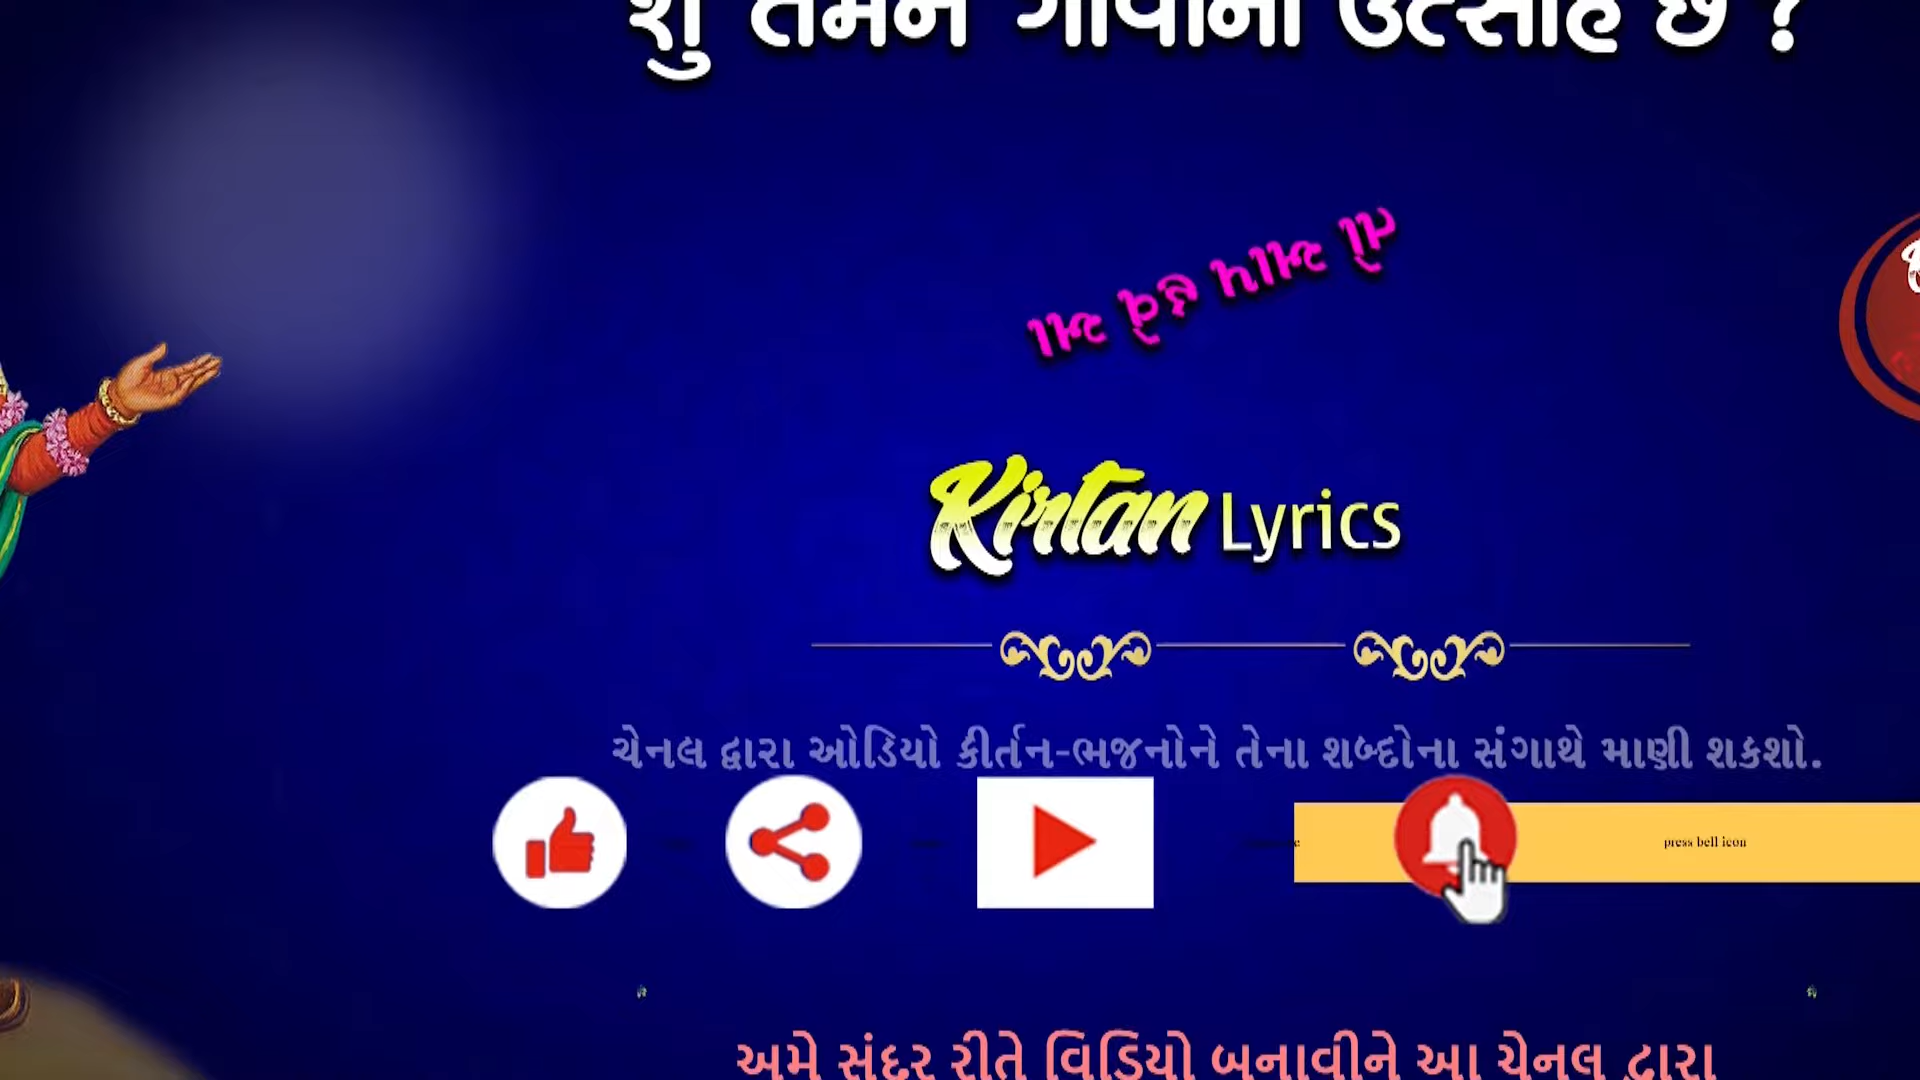 શું તમને ગાવાનો ઉત્સાહ છે ?
Kirtan Lyrics
ચેનલ દ્વારા ઓડિયો કીર્તન-ભજનોને તેના શબ્દોના સંગાથે માણી શકશો.
press bell icon
અમે સુંદર રીતે વિડિયો બનાવીને આ ચેનલ દ્વારા